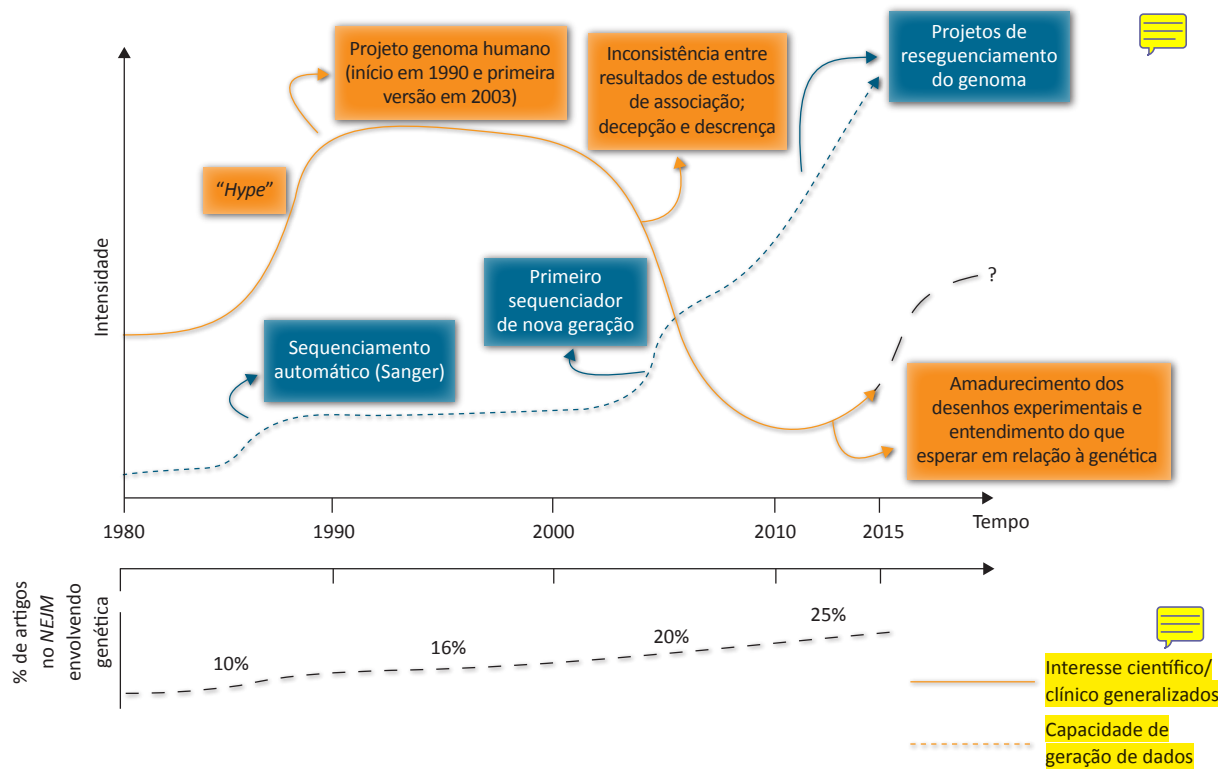 Projeto genoma humano
(início em 1990 e primeira
versão em 2003)
Inconsistência entre
resultados de estudos
de associação;
decepção e descrença
Projetos de
reseguenciamento
do genoma
"Hype"
Intensidade
Primeiro
sequenciador
de nova geração
Sequenciamento
automático (Sanger)
?
Amadurecimento dos
desenhos experimentais e
entendimento do que
esperar em relação à genética
1980
1990
2000
2010
2015
Tempo
% de artigos
no NEJM
envolvendo
genética
10%
16%
20%
25%
Interesse científico/
clínico generalizados
Capacidade de
geração de dados